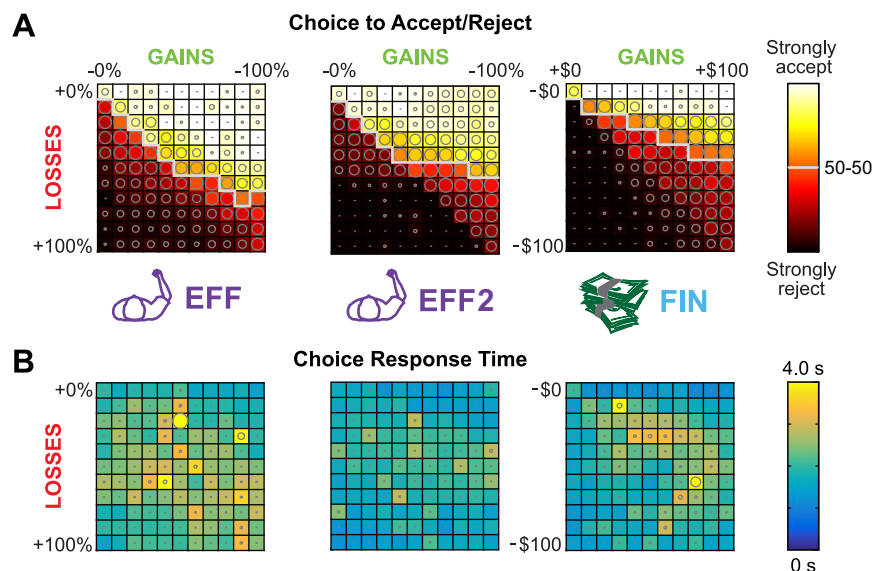 A
Choice to Accept/Reject
GAINS
GAINS
GAINS
Strongly
accept
-0%
-100%
-0%
-100%
+$0
+$100
+0%
+0%
-$0
LOSSES
50-50
+100%
+100%
-$100
Strongly
reject
EFF
EFF2
FIN
B
Choice Response Time
4.0 s
+0%
-$0
LOSSES
+100%
-$100
0 s